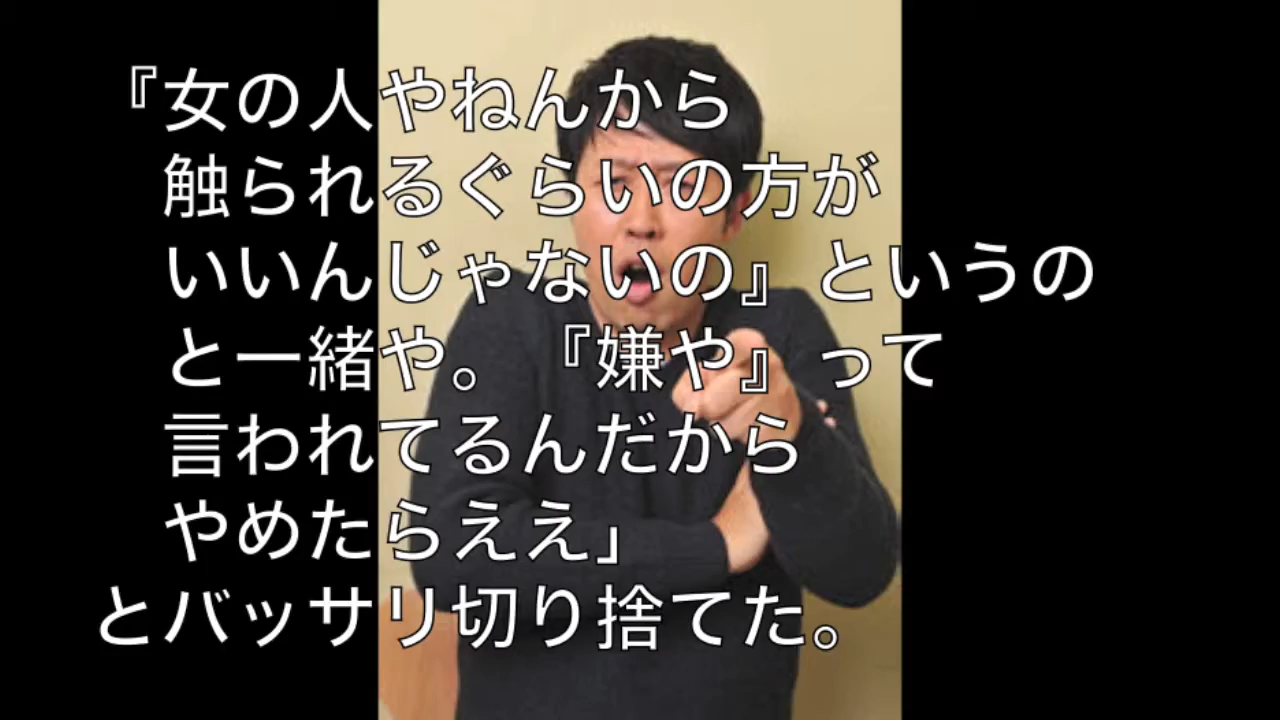 『女の人やねんから
触られるぐらいの方が
いいんじゃないの』というの
と一緒や。『嫌や』って
言われてるんだから
やめたらええ」
とバッサリ切り捨てた。